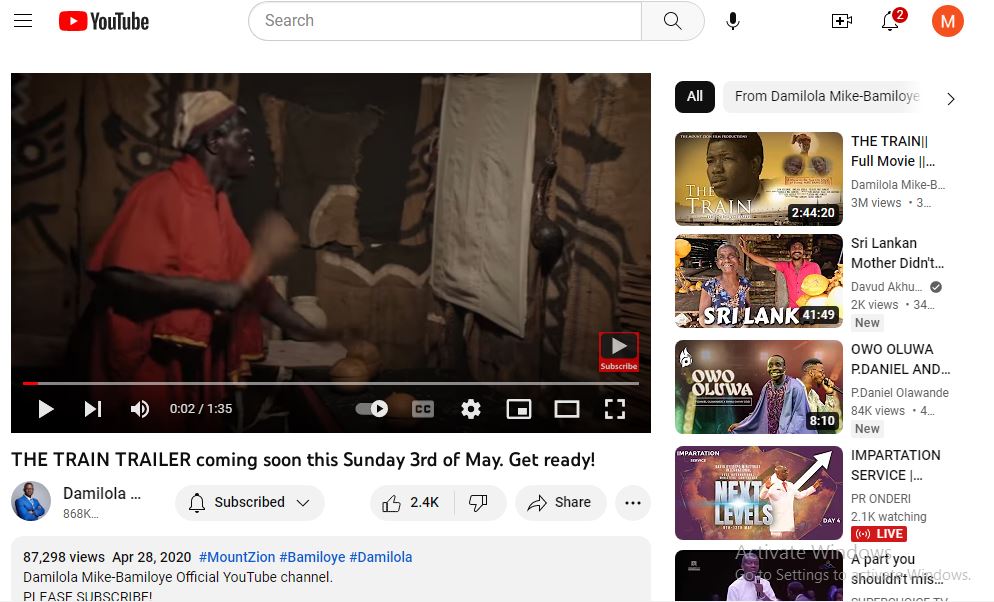 YouTube
Search
2
M
Subscribe
0:02 / 1:35
CC
THE TRAIN TRAILER coming soon this Sunday 3rd of May. Get ready!
Damilola ...
868K...
Subscribed
2.4K
Share
87,298 views Apr 28, 2020 #MountZion #Bamiloye #Damilola
Damilola Mike-Bamiloye Official YouTube channel.
PLEASE SUBSCRIBE!
All
From Damilola Mike-Bamiloye
THE MOUNT ZION FILM PRODUCTIONS
THE
TRAIN
2:44:20
THE TRAIN||
Full Movie ||...
Damilola Mike-B...
3M views • 3...
SRI LANK
41:49
Sri Lankan
Mother Didn't...
Davud Akhu...
2K views • 34...
New
OWO
OLUWA
8:10
OWO OLUWA
P.DANIEL AND...
P.Daniel Olawande
84K views • 4...
New
IMPARTATION
SERVICE
NEXT
LEVELS
DAY 4
IMPARTATION
SERVICE |...
PR ONDERI
2.1K watching
LIVE
A part you
shouldn't mis...
SUPERCHOICE TV
Activate Windows
Go to Settings to activate Windows.